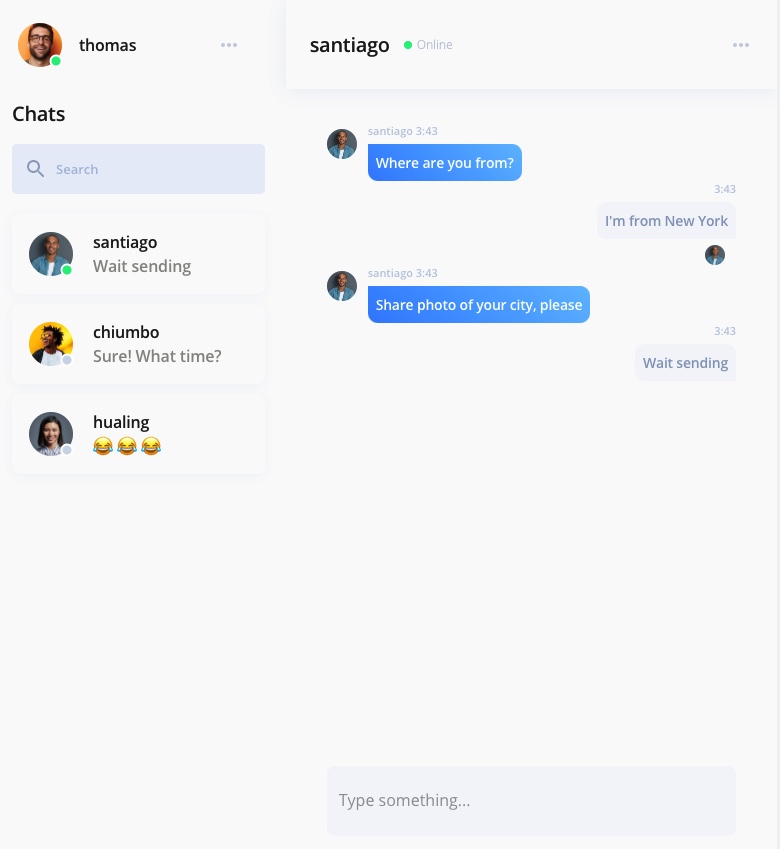 thomas
Chats
Search
santiago
Wait sending
chiumbo
Sure! What time?
hualing
😂 😂 😂
santiago
Online
santiago 3:43
Where are you from?
3:43
I'm from New York
santiago 3:43
Share photo of your city, please
3:43
Wait sending
Type something...